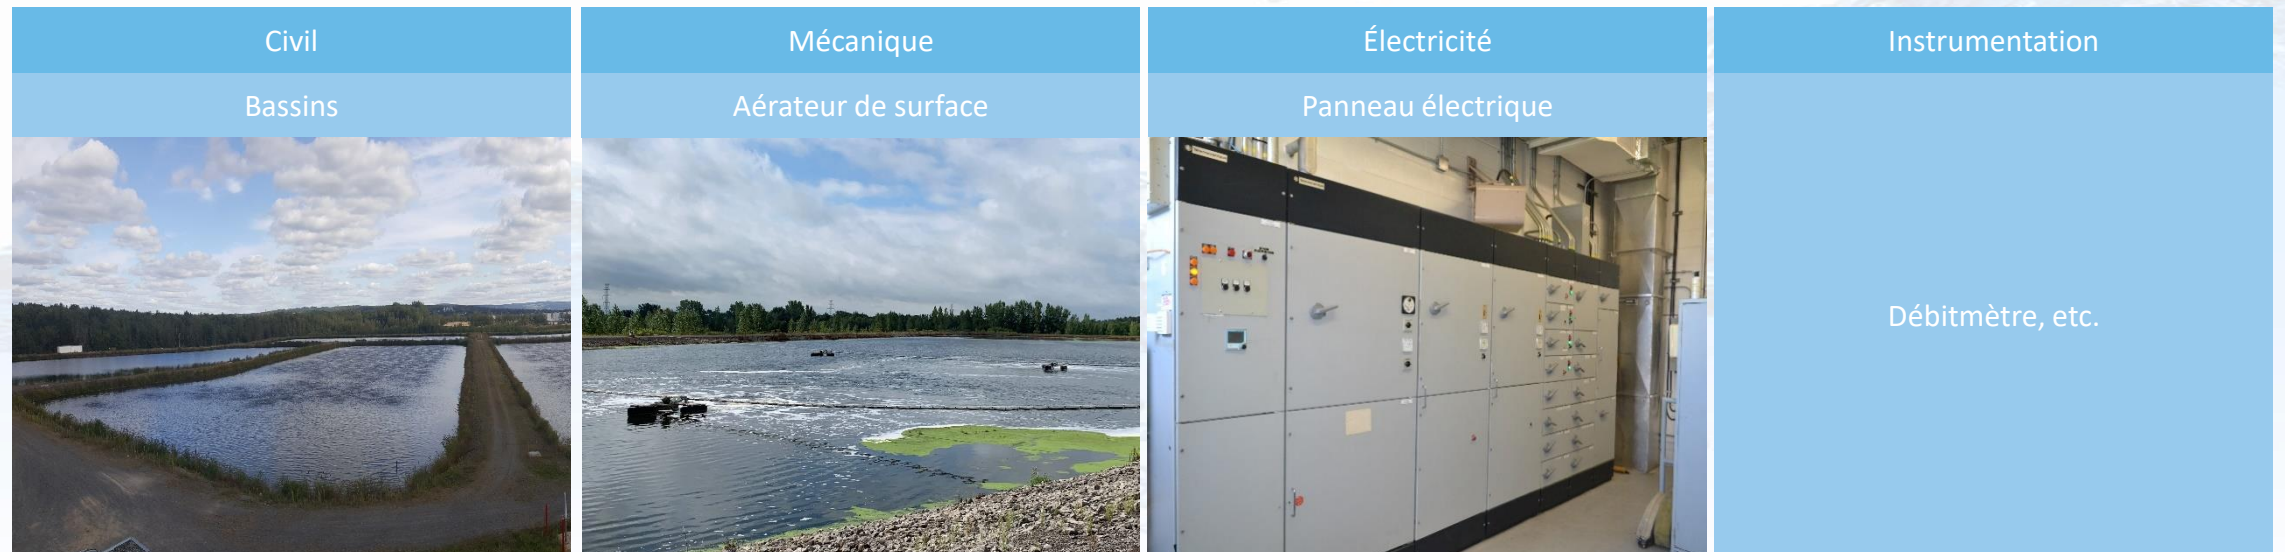 Civil
Bassins
Mécanique
Aérateur de surface
Électricité
Panneau électrique
Instrumentation
Débitmètre, etc.